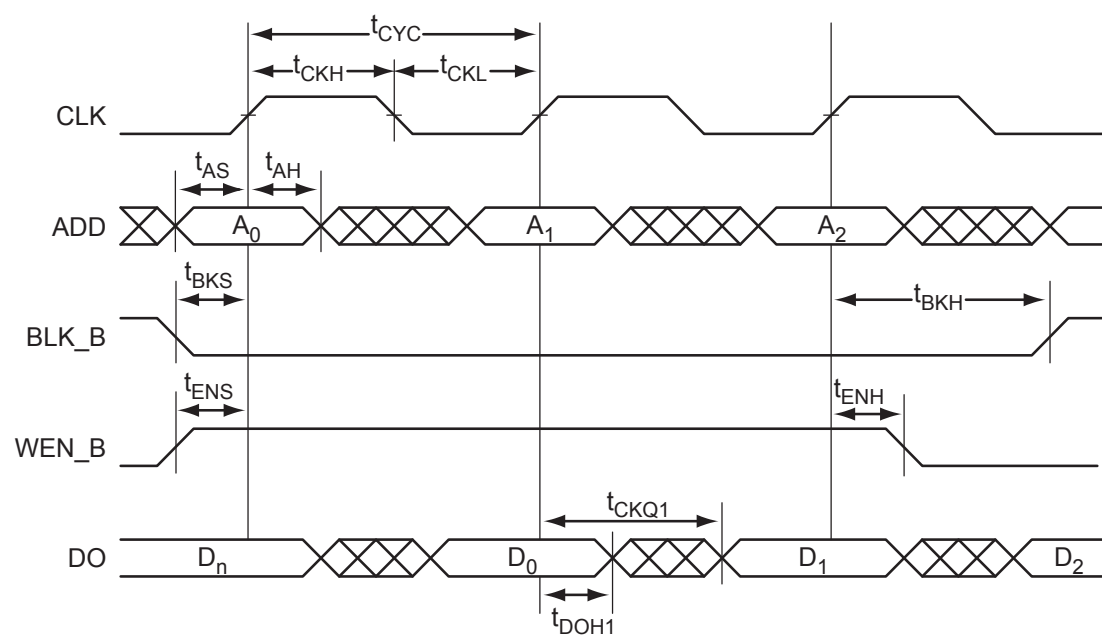 tCYC
tCKH tCKL
CLK
tAS tAH
ADD A0 A1 A2
tBKS tBKH
BLK_B
tENS tENH
WEN_B
tCKQ1
DO Dn D0 D1 D2
tDOH1